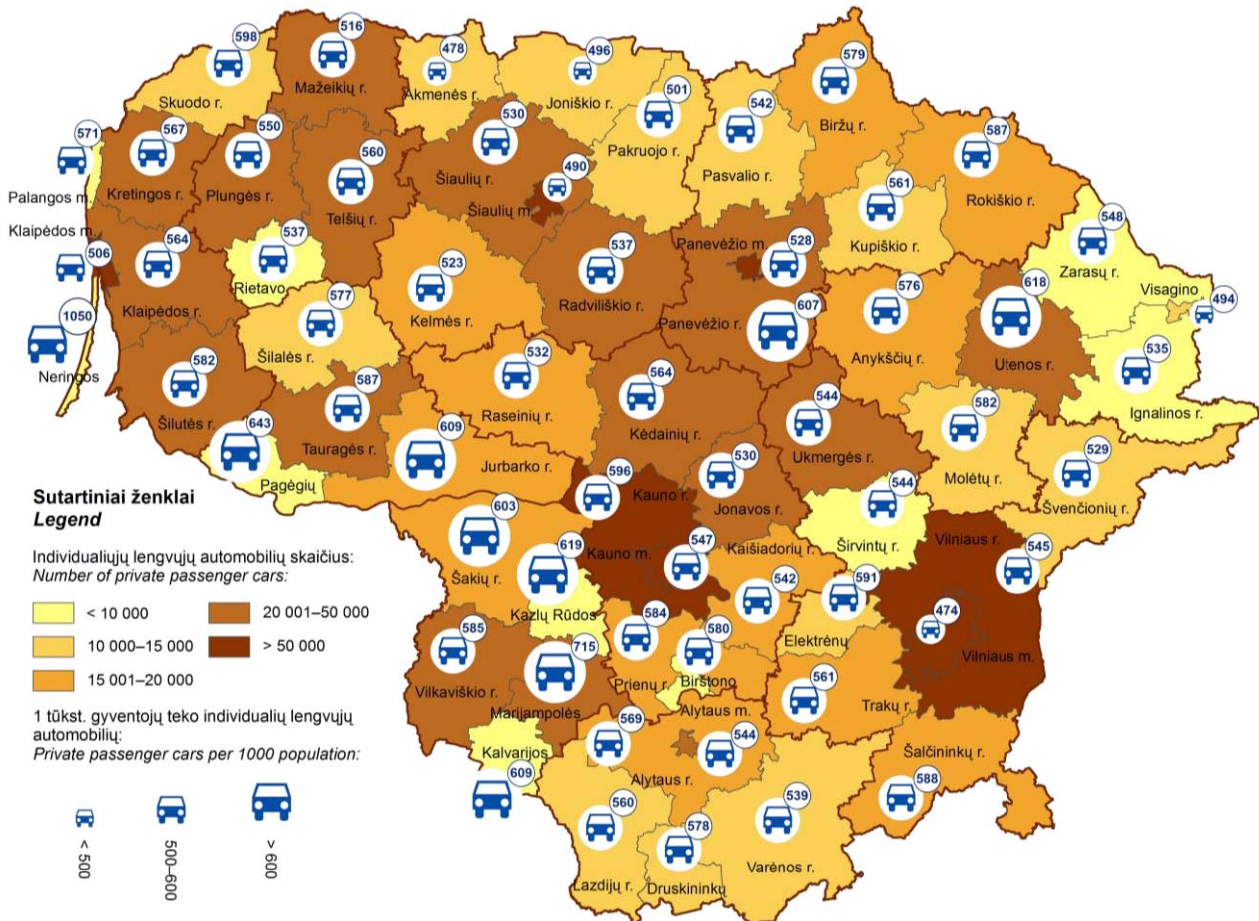 598
516
478
496
579
Skuodo r.
Mažeikių r.
Akmenės r.
Joniškio r.
501
542
Biržų r.
571
567
550
530
Pakruojo r.
587
560
490
Pasvalio r.
Palangos m.
Kretingos r.
Plungės r.
Šiaulių r.
561
Rokiškio r.
Telšių r.
Šiaulių m.
548
Klaipėdos m.
564
537
537
Panevėžio m.
528
Kupiškio r.
Zarasų r.
506
523
576
618
Visagino
Rietavo
494
Klaipėdos r.
577
Kelmės r.
Radviliškio r.
Panevėžio r.
607
1050
Šilalės r.
Anykščių r.
Utenos r.
535
Neringos
582
532
564
587
544
582
Ignalinos r.
Šilutės r.
643
Tauragės r.
609
Raseinių r.
Kėdainių r.
Ukmergės r.
529
Pagėgių
Jurbarko r.
596
530
Molėtų r.
Kauno r.
Jonavos r.
544
Švenčionių r.
603
Kauno m.
547
Kaišiadorių r.
Širvintų r.
Vilniaus r.
545
619
Šakių r.
542
591
Kazlų Rūdos
584
580
474
585
715
Elektrėnų
Vilniaus m.
Vilkaviškio r.
Prienų r.
Birštono
561
Marijampolės
569
Alytaus m.
Trakų r.
Kalvarijos
544
Šalčininkų r.
609
Alytaus r.
588
560
539
578
Varėnos r.
Lazdijų r.
Druskininkų
Sutartiniai ženklai
Legend
Individualiųjų lengvųjų automobilių skaičius:
Number of private passenger cars:
< 10 000
20 001–50 000
10 000–15 000
> 50 000
15 001–20 000
1 tūkst. gyventojų teko individualių lengvųjų
automobilių:
Private passenger cars per 1000 population:
< 500
500–600
< 600